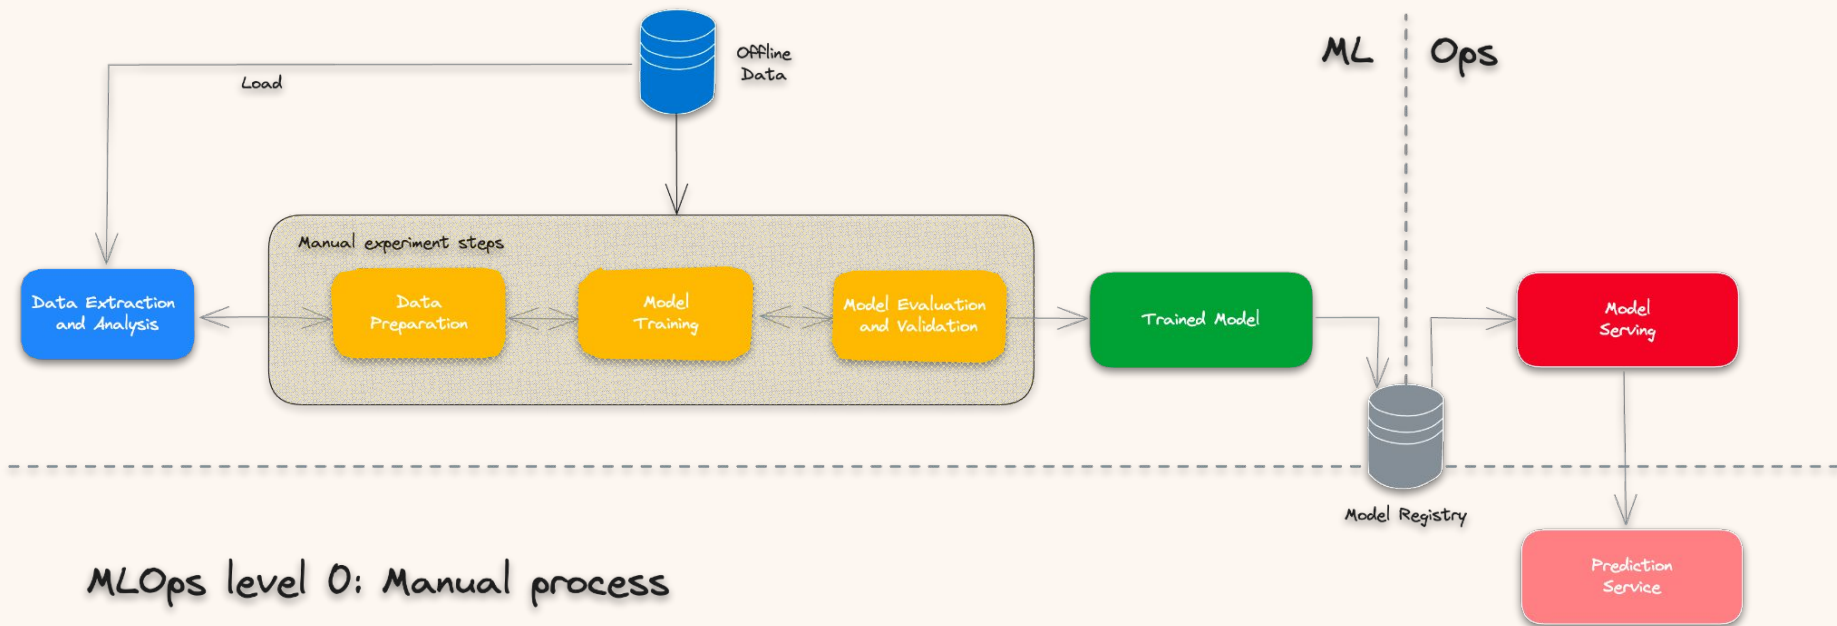 Offline
Data
ML
Ops
Load
Manual experiment steps
Data Extraction
and Analysis
Data
Preparation
Model
Training
Model Evaluation
and Validation
Trained Model
Model
Serving
Model Registry
Prediction
Service
MLOps level 0: Manual process